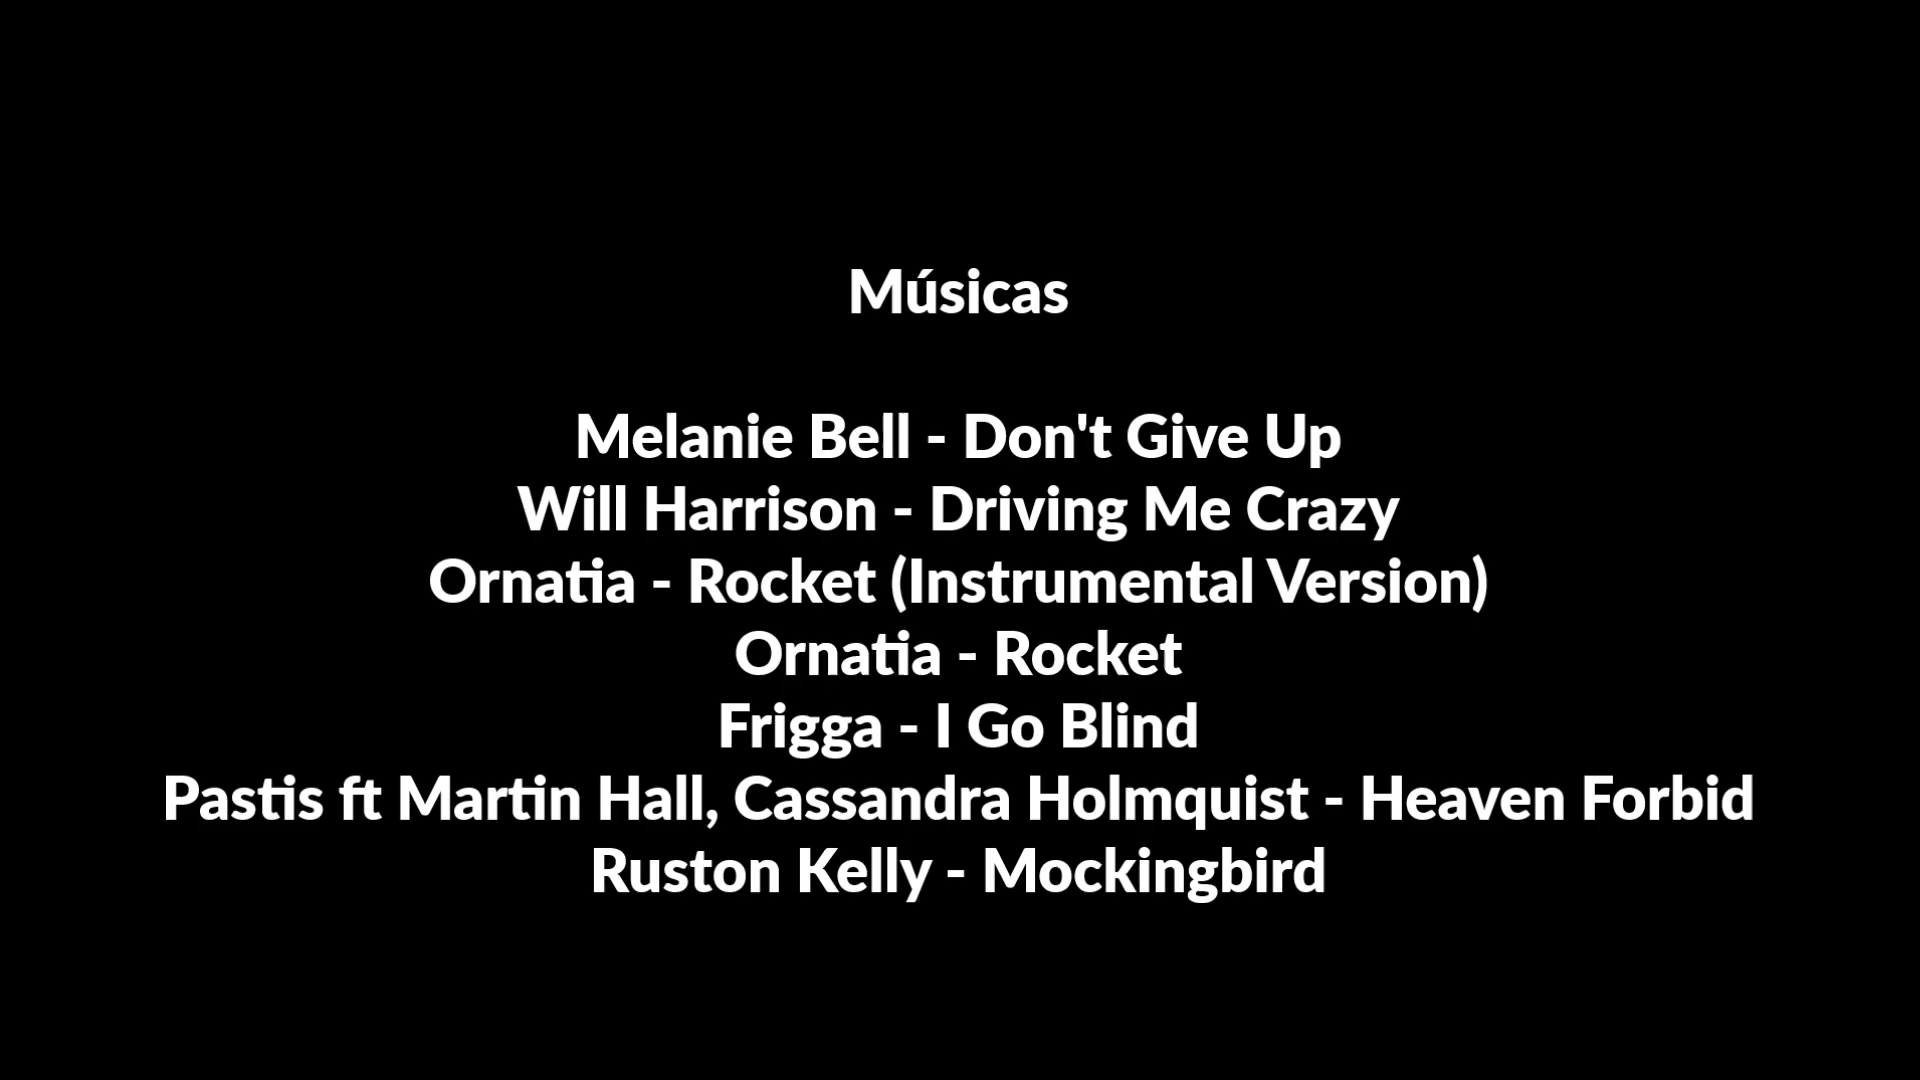 Músicas
Melanie Bell - Don't Give Up
Will Harrison - Driving Me Crazy
Ornatia - Rocket (Instrumental Version)
Ornatia - Rocket
Frigga - I Go Blind
Pastis ft Martin Hall, Cassandra Holmquist - Heaven Forbid
Ruston Kelly - Mockingbird